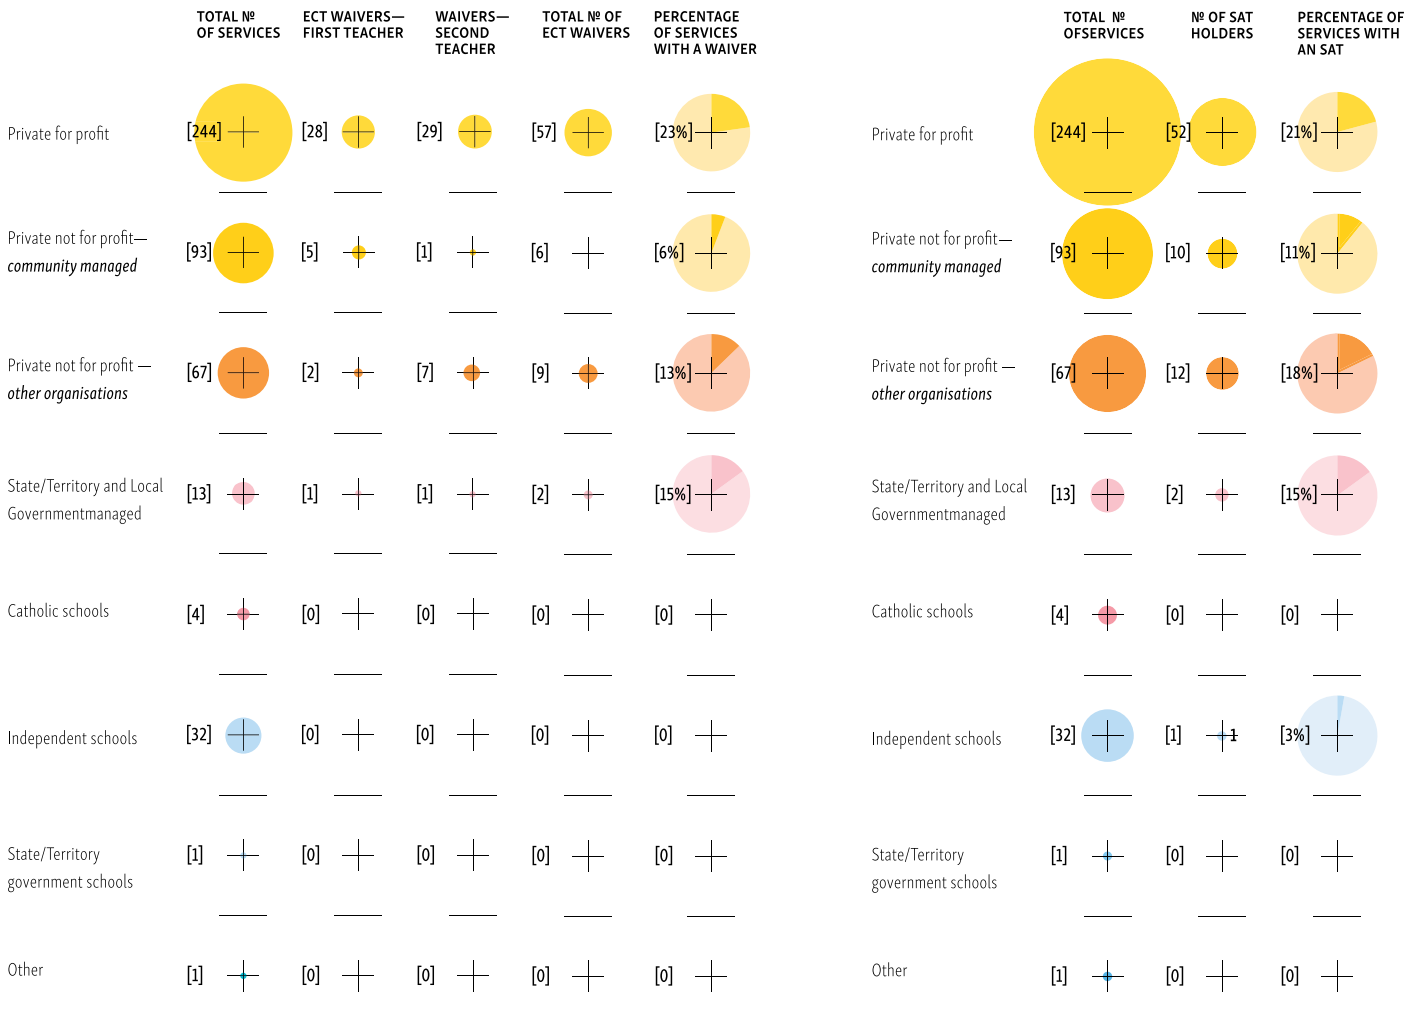 TOTAL №
OF SERVICES
ECT WAIVERS—
FIRST TEACHER
WAIVERS—
SECOND
TEACHER
TOTAL № OF
ECT WAIVERS
PERCENTAGE
OF SERVICES
WITH A WAIVER
Private for profit
[244]
[28]
[29]
[57]
[23%]
Private not for profit—
community managed
[93]
[5]
[1]
[6]
[6%]
Private not for profit —
other organisations
[67]
[2]
[7]
[9]
[13%]
State/Territory and Local
Governmentmanaged
[13]
[1]
[1]
[2]
[15%]
Catholic schools
[4]
[0]
[0]
[0]
[0]
Independent schools
[32]
[0]
[0]
[0]
[0]
State/Territory
government schools
[1]
[0]
[0]
[0]
[0]
Other
[1]
[0]
[0]
[0]
[0]
TOTAL №
OFSERVICES
№ OF SAT
HOLDERS
PERCENTAGE OF
SERVICES WITH
AN SAT
Private for profit
[244]
[52]
[21%]
Private not for profit—
community managed
[93]
[10]
[11%]
Private not for profit —
other organisations
[67]
[12]
[18%]
State/Territory and Local
Governmentmanaged
[13]
[2]
[15%]
Catholic schools
[4]
[0]
[0]
Independent schools
[32]
[1]
1
[3%]
State/Territory
government schools
[1]
[0]
[0]
Other
[1]
[0]
[0]